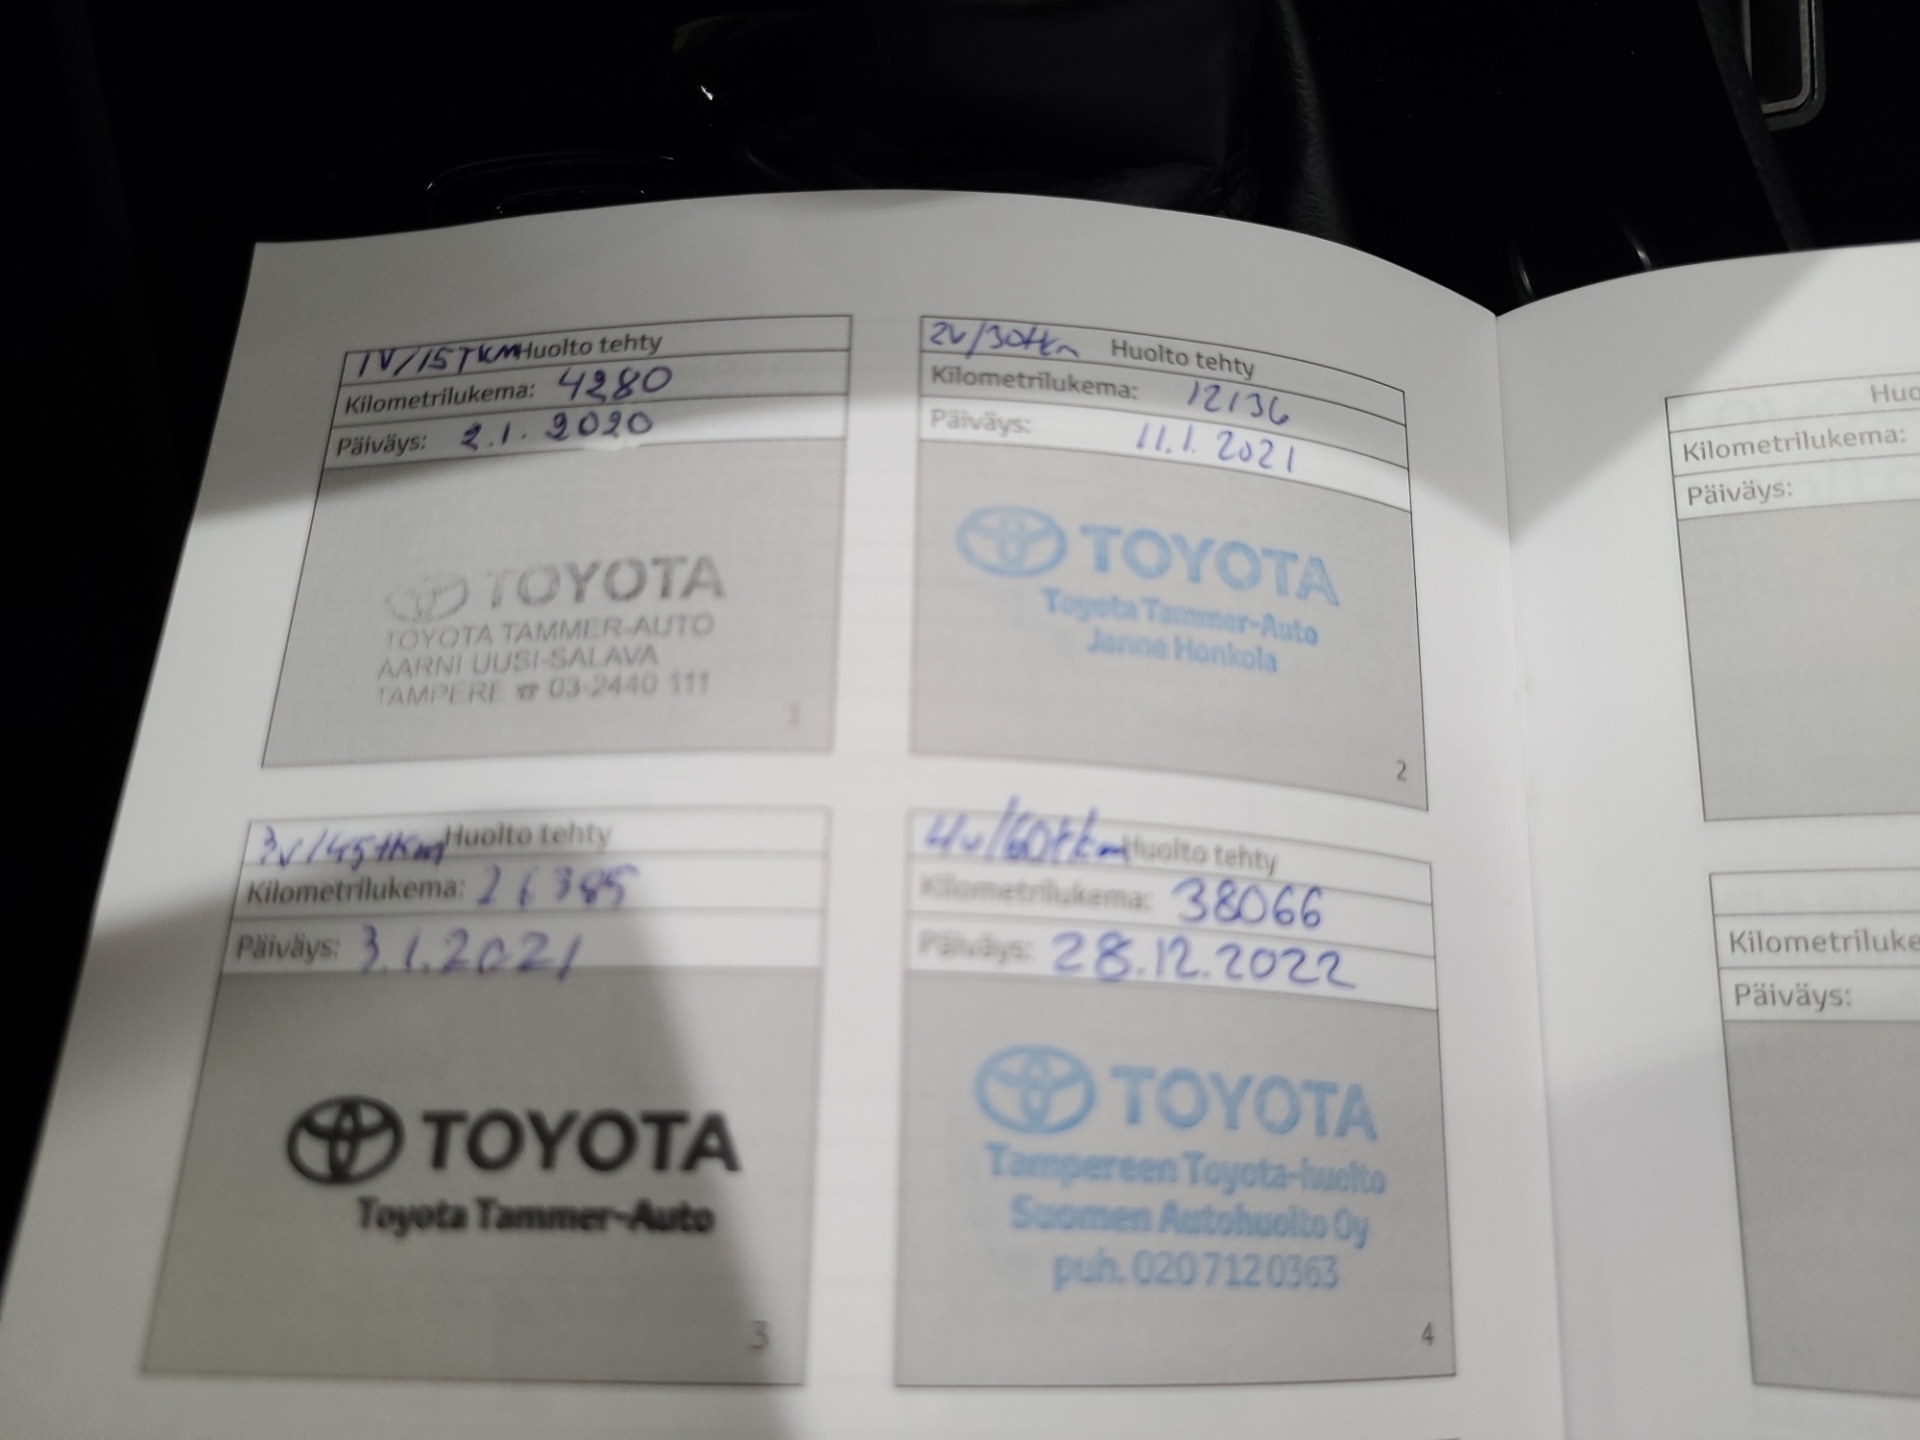 1V/15TKM Huolto tehty
Kilometrilukema: 4280
Päiväys: 2.1.2020
TOYOTA
TOYOTA TAMMER-AUTO
AARNI UUSI-SALAVA
TAMPERE ☎ 03-2440 111
1
2v/30tkm Huolto tehty
Kilometrilukema: 12136
Päiväys: 11.1.2021
TOYOTA
Toyota Tammer-Auto
Janne Honkola
2
3v/45tkm Huolto tehty
Kilometrilukema: 26385
Päiväys: 3.1.2021
TOYOTA
Toyota Tammer-Auto
3
4v/60tkm Huolto tehty
Kilometrilukema: 38066
Päiväys: 28.12.2022
TOYOTA
Tampereen Toyota-huolto
Suomen Autohuolto Oy
puh. 020 712 0363
4
Huo
Kilometrilukema:
Päiväys:
Kilometriluke
Päiväys: